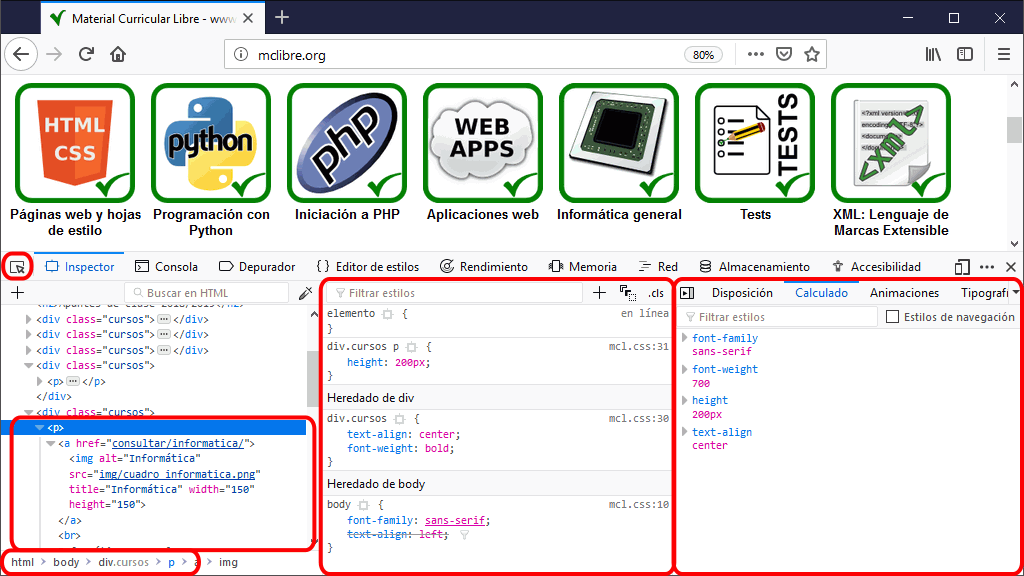 Material Curricular Libre - www
mclibre.org
80%
HTML
CSS
python
php
WEB
APPS
TESTS
<?xml version=
encoding=
<docum
</docu
<xml>
Páginas web y hojas
de estilo
Programación con
Python
Iniciación a PHP
Aplicaciones web
Informática general
Tests
XML: Lenguaje de
Marcas Extensible
Inspector
Consola
Depurador
{} Editor de estilos
Rendimiento
Memoria
Red
Almacenamiento
Accesibilidad
Buscar en HTML
<div class="cursos"> </div>
<div class="cursos"> </div>
<div class="cursos"> </div>
<div class="cursos">
<p> </p>
</div>
<div class="cursos">
<p>
<a href="consultar/informatica/">
<img alt="Informática"
src="img/cuadro_informatica.png"
title="Informática" width="150"
height="150">
</a>
<br>
html > body > div.cursos > p > a > img
Filtrar estilos
+ .cls
elemento { en línea
}
div.cursos p { mcl.css:31
height: 200px;
}
Heredado de div
div.cursos { mcl.css:30
text-align: center;
font-weight: bold;
}
Heredado de body
body { mcl.css:10
font-family: sans-serif;
text-align: left;
}
Disposición
Calculado
Animaciones
Tipografí
Filtrar estilos
Estilos de navegación
font-family
sans-serif
font-weight
700
height
200px
text-align
center